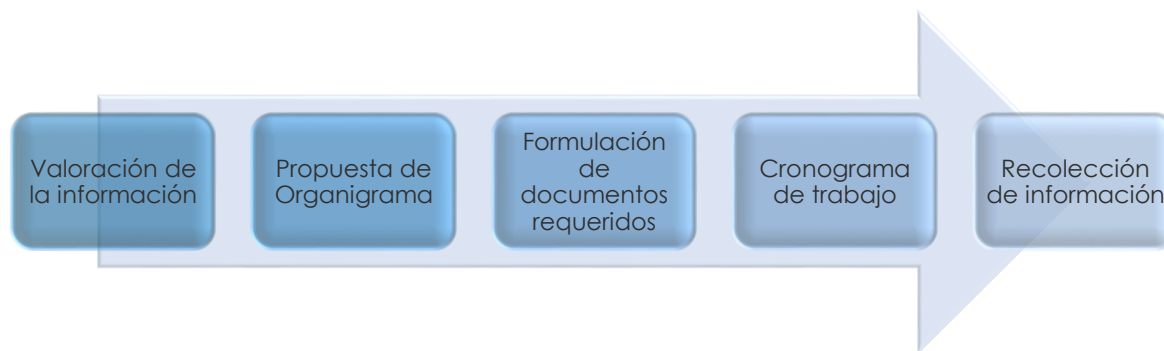 Valoración de
la información
Propuesta de
Organigrama
Formulación
de
documentos
requeridos
Cronograma
de trabajo
Recolección
de información